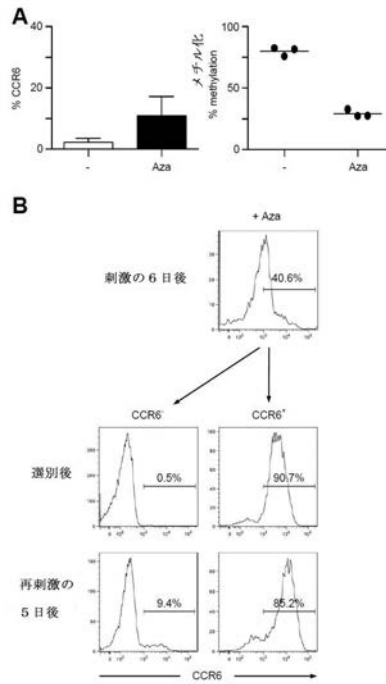 A
% CCR6
40
20
0
-
Aza
メチル化
% methylation
100
50
0
-
Aza
B
+ Aza
刺激の6日後
40.6%
CCR6⁻
CCR6⁺
選別後
0.5%
90.7%
再刺激の
5日後
9.4%
85.2%
CCR6